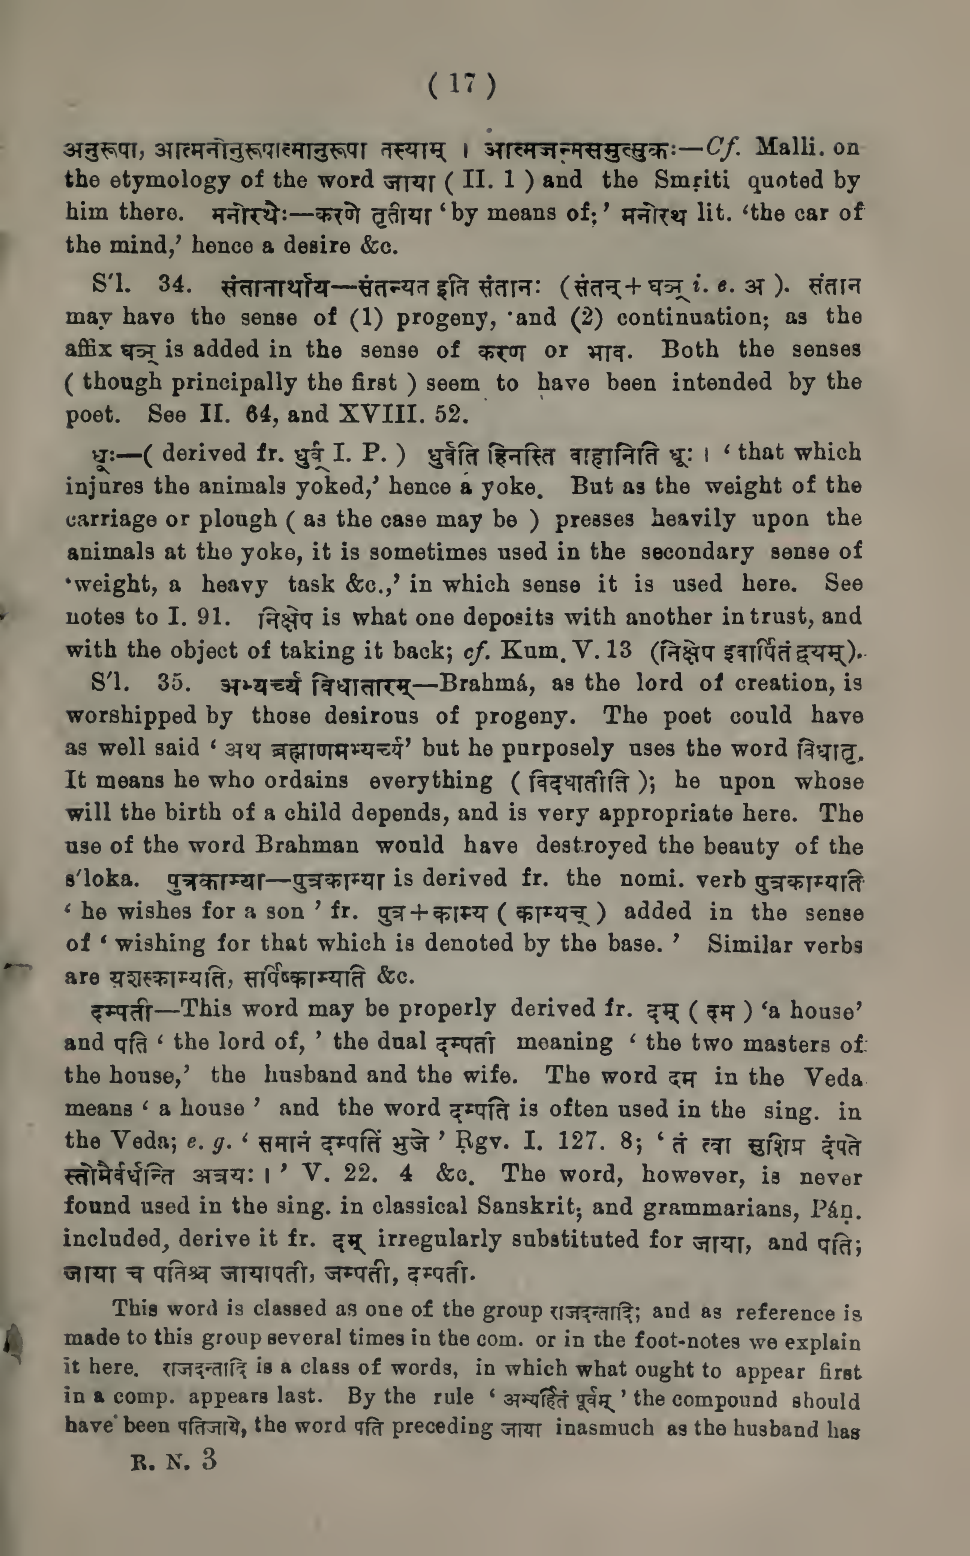 ( 17 )
अनुरूपा, आत्मनोनुरूपात्मानुरूपा तस्याम् । आत्मजन्मसमुत्सुकः—Cf. Malli. on
the etymology of the word जाया ( II. 1 ) and the Smṛiti quoted by
him there. मनोरथैः—करणे तृतीया ‘by means of;’ मनोरथ lit. ‘the car of
the mind,’ hence a desire &c.
S'l. 34. संतानार्थाय—संतन्यत इति संतानः (संतन्+घञ् i. e. अ ). संतान
may have the sense of (1) progeny, and (2) continuation; as the
affix घञ् is added in the sense of करण or भाव. Both the senses
( though principally the first ) seem to have been intended by the
poet. See II. 64, and XVIII. 52.
धूः—( derived fr. धुर्व् I. P. ) धुर्वति हिनस्ति वाहानिति धूः । ‘ that which
injures the animals yoked,’ hence a yoke. But as the weight of the
carriage or plough ( as the case may be ) presses heavily upon the
animals at the yoke, it is sometimes used in the secondary sense of
‘weight, a heavy task &c.,’ in which sense it is used here. See
notes to I. 91. निक्षेप is what one deposits with another in trust, and
with the object of taking it back; cf. Kum. V. 13 (निक्षेप इवार्पितं द्वयम्).
S'l. 35. अभ्यर्च्य विधातारम्—Brahmá, as the lord of creation, is
worshipped by those desirous of progeny. The poet could have
as well said ‘ अथ ब्रह्माणमभ्यर्च्य’ but he purposely uses the word विधातृ.
It means he who ordains everything ( विदधातीति ); he upon whose
will the birth of a child depends, and is very appropriate here. The
use of the word Brahman would have destroyed the beauty of the
s'loka. पुत्रकाम्या—पुत्रकाम्या is derived fr. the nomi. verb पुत्रकाम्यति
‘ he wishes for a son ’ fr. पुत्र+काम्य ( काम्यच् ) added in the sense
of ‘ wishing for that which is denoted by the base. ’ Similar verbs
are यशस्काम्यति, सर्पिष्काम्यति &c.
दम्पती—This word may be properly derived fr. दम् ( दम ) ‘a house’
and पति ‘ the lord of, ’ the dual दम्पती meaning ‘ the two masters of
the house,’ the husband and the wife. The word दम in the Veda
means ‘ a house ’ and the word दम्पति is often used in the sing. in
the Veda; e. g. ‘ समानं दम्पतिं भुजे ’ Ṛgv. I. 127. 8; ‘ तं त्वा सुशिप्र दंपते
स्तोमैर्वर्धन्ति अत्रयः । ’ V. 22. 4 &c. The word, however, is never
found used in the sing. in classical Sanskrit; and grammarians, Páṇ.
included, derive it fr. दम् irregularly substituted for जाया, and पति;
जाया च पतिश्च जायापती, जम्पती, दम्पती.
This word is classed as one of the group राजदन्तादि; and as reference is
made to this group several times in the com. or in the foot-notes we explain
it here. राजदन्तादि is a class of words, in which what ought to appear first
in a comp. appears last. By the rule ‘ अभ्यर्हितं पूर्वम् ’ the compound should
have been पतिजाये, the word पति preceding जाया inasmuch as the husband has
R. N. 3